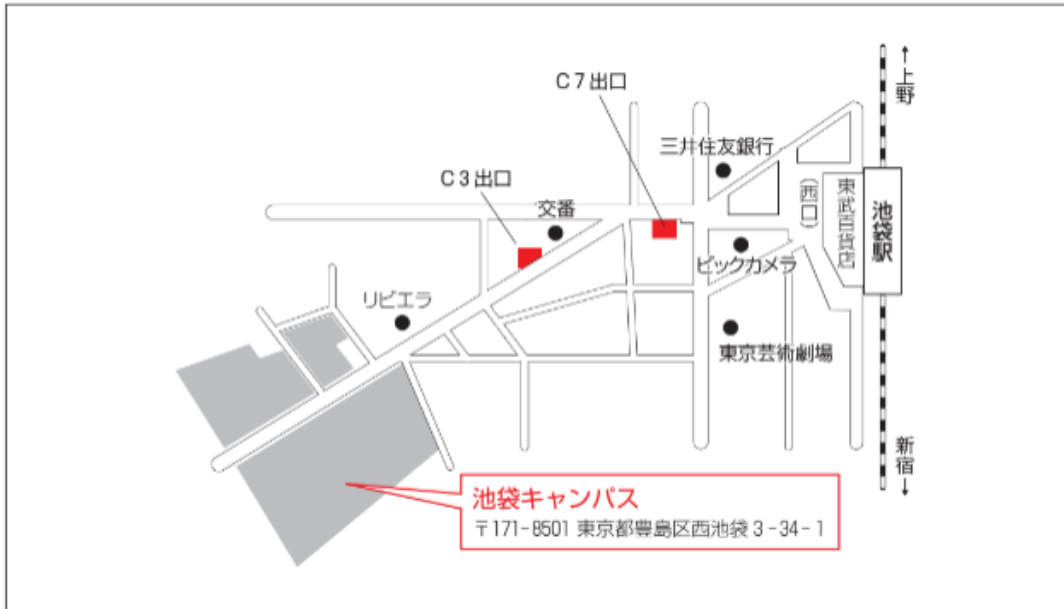 ↑上野
C7出口
三井住友銀行
C3出口
交番
(西口)
東武百貨店
池袋駅
ビックカメラ
リビエラ
東京芸術劇場
新宿↓
池袋キャンパス
〒171-8501 東京都豊島区西池袋3-34-1